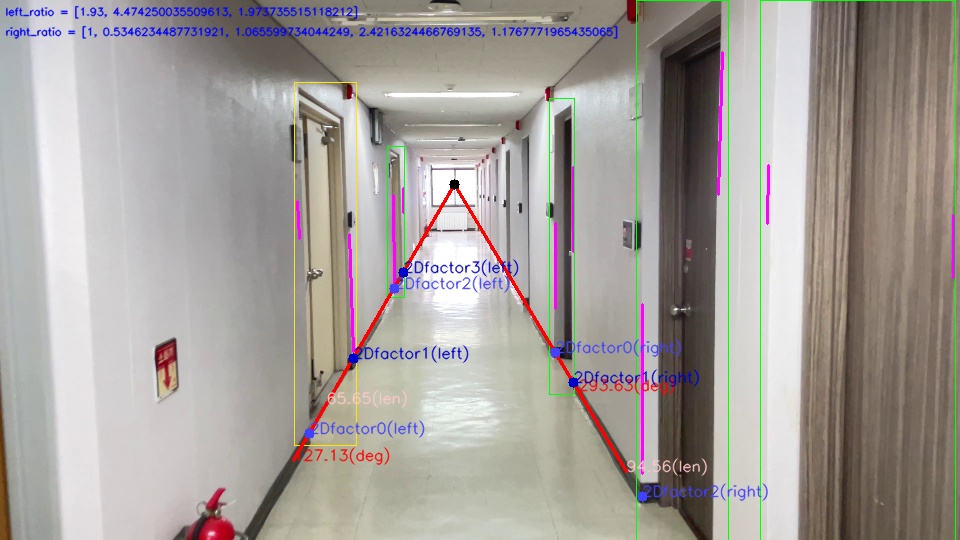 left_ratio = [1.93, 4.474250035509613, 1.973735515118212]
right_ratio = [1, 0.5346234487731921, 1.065599734044249, 2.4216324466769135, 1.1767771965435065]
2Dfactor3(left)
2Dfactor2(left)
2Dfactor0(right)
2Dfactor1(left)
2Dfactor1(right)
293.63(deg)
65.65(len)
2Dfactor0(left)
27.13(deg)
94.56(len)
2Dfactor2(right)